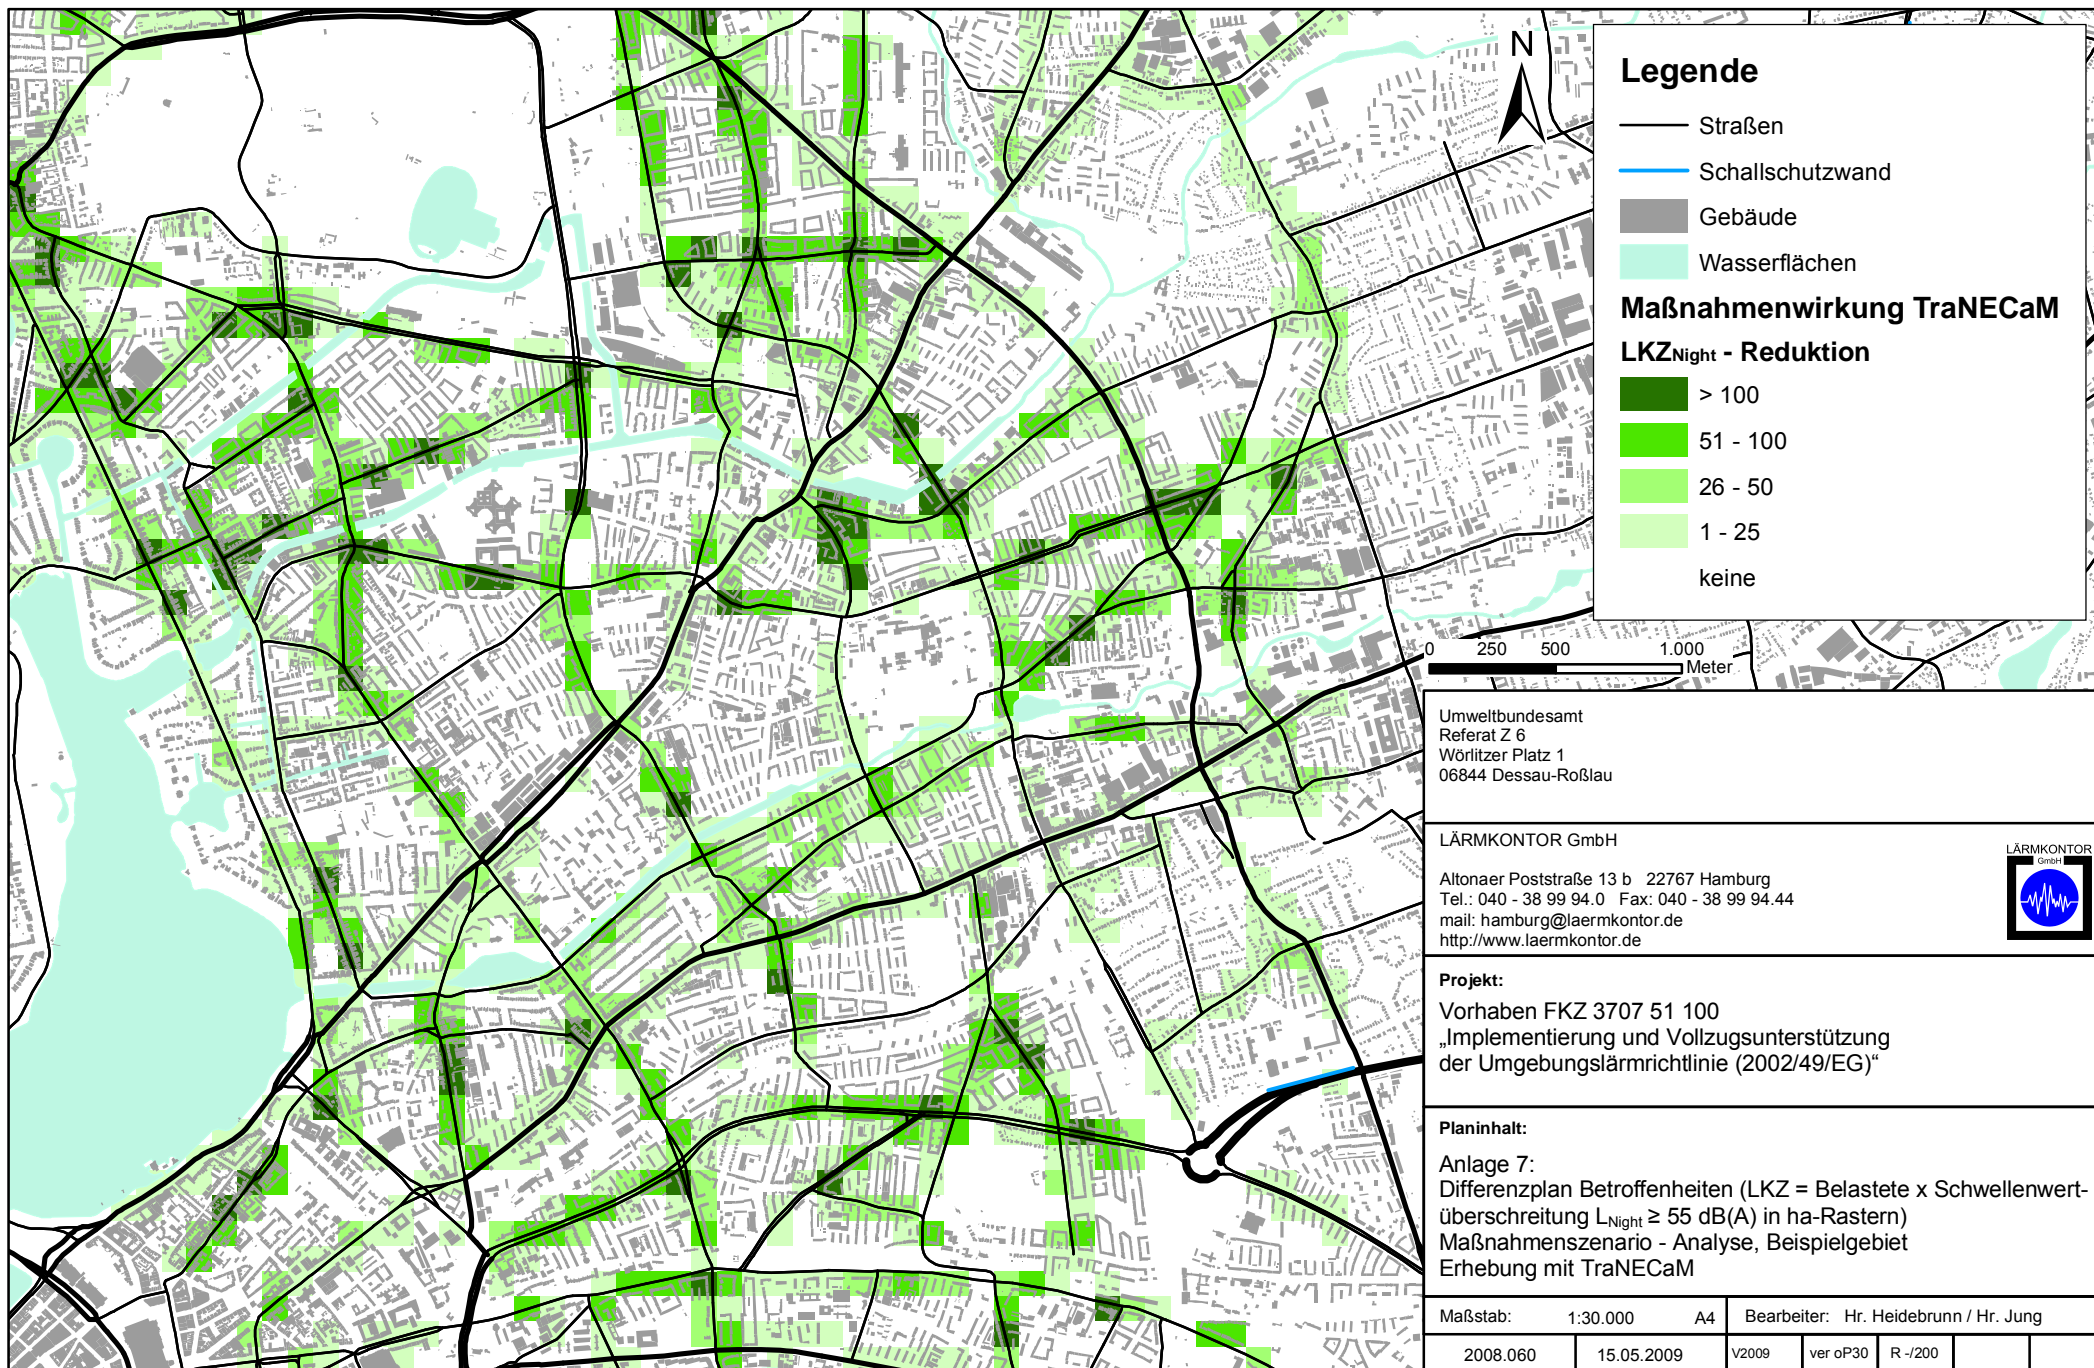 N
Legende
Straßen
Schallschutzwand
Gebäude
Wasserflächen
Maßnahmenwirkung TraNECaM
LKZNight - Reduktion
> 100
51 - 100
26 - 50
1 - 25
keine
0 250 500 1.000
Meter
Umweltbundesamt
Referat Z 6
Wörlitzer Platz 1
06844 Dessau-Roßlau
LÄRMKONTOR GmbH
Altonaer Poststraße 13 b 22767 Hamburg
Tel.: 040 - 38 99 94.0 Fax: 040 - 38 99 94.44
mail: hamburg@laermkontor.de
http://www.laermkontor.de
LÄRMKONTOR
GmbH
Projekt:
Vorhaben FKZ 3707 51 100
„Implementierung und Vollzugsunterstützung
der Umgebungslärmrichtlinie (2002/49/EG)“
Planinhalt:
Anlage 7:
Differenzplan Betroffenheiten (LKZ = Belastete x Schwellenwert-
überschreitung LNight ≥ 55 dB(A) in ha-Rastern)
Maßnahmenszenario - Analyse, Beispielgebiet
Erhebung mit TraNECaM
Maßstab: 1:30.000 A4 Bearbeiter: Hr. Heidebrunn / Hr. Jung
2008.060 15.05.2009 V2009 ver oP30 R -/200